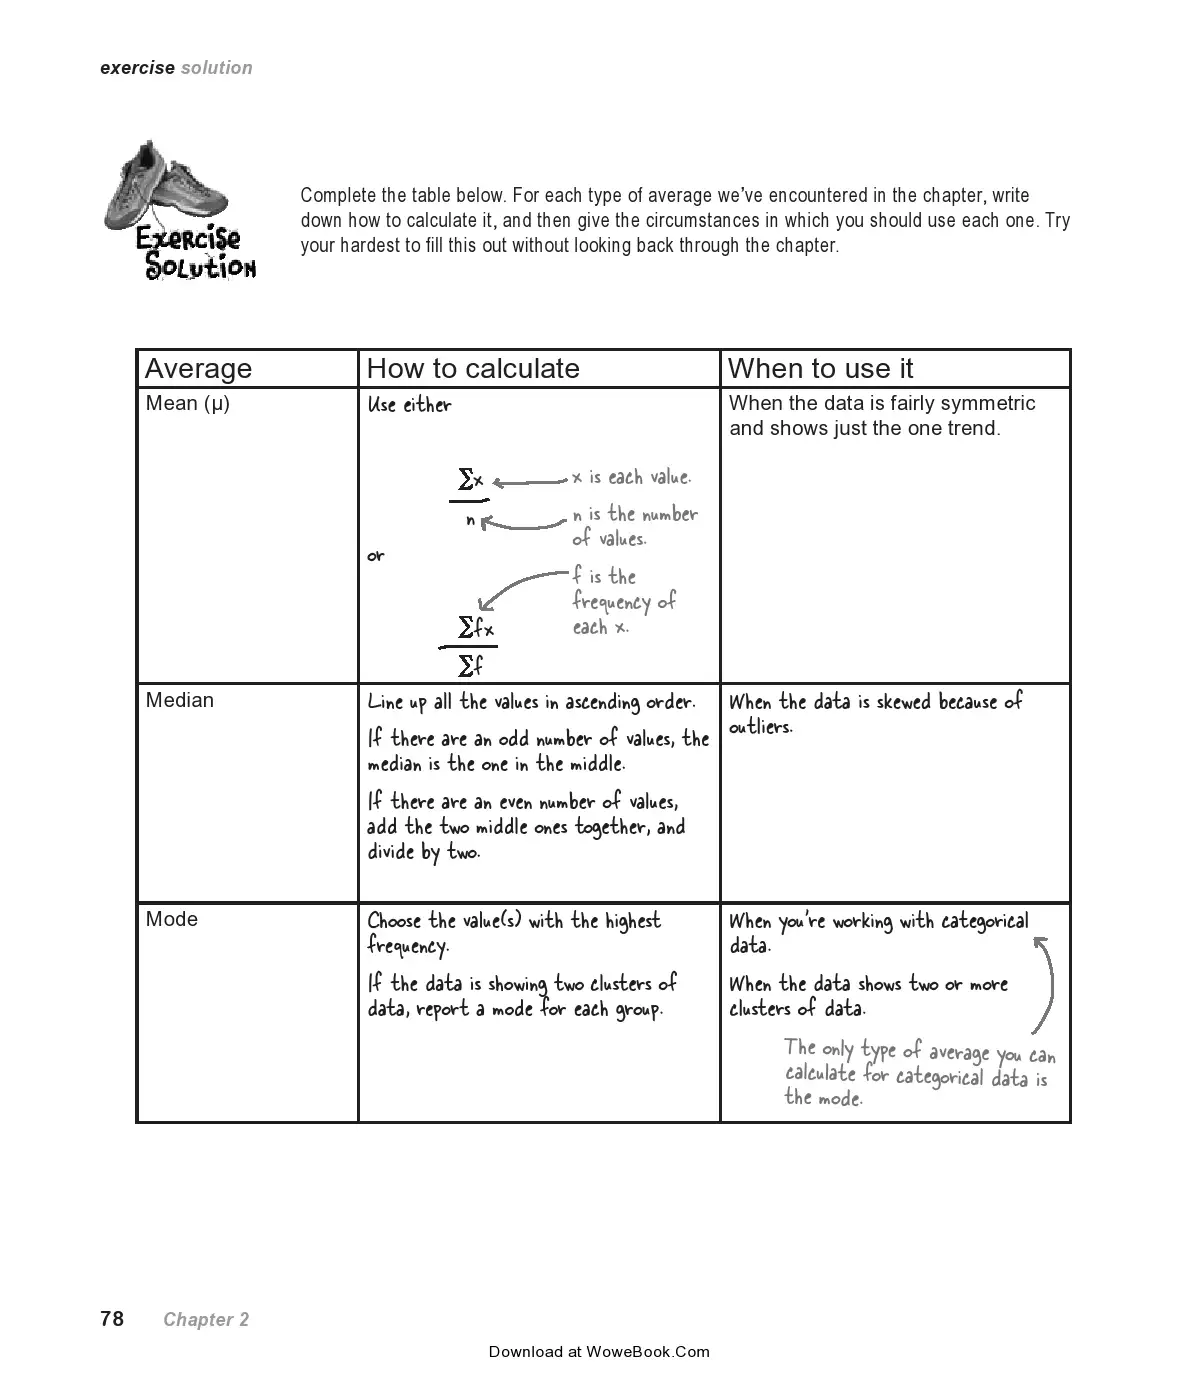 exercise solution
Exercise
Solution
Complete the table below. For each type of average we’ve encountered in the chapter, write
down how to calculate it, and then give the circumstances in which you should use each one. Try
your hardest to fill this out without looking back through the chapter.
Average How to calculate When to use it
Mean (μ)
Use either
Σx
x is each value.
n
n is the number
of values.
or
f is the
frequency of
each x.
Σfx
Σf
When the data is fairly symmetric
and shows just the one trend.
Median
Line up all the values in ascending order.
If there are an odd number of values, the
median is the one in the middle.
If there are an even number of values,
add the two middle ones together, and
divide by two.
When the data is skewed because of
outliers.
Mode
Choose the value(s) with the highest
frequency.
If the data is showing two clusters of
data, report a mode for each group.
When you’re working with categorical
data.
When the data shows two or more
clusters of data.
The only type of average you can
calculate for categorical data is
the mode.
78 Chapter 2
Download at WoweBook.Com